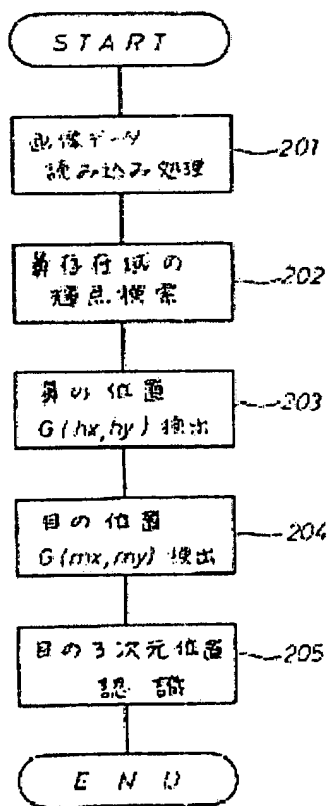 START
画像データ
読み込み処理
201
鼻存在域の
輝点検索
202
鼻の位置
G(hx,hy)検出
203
目の位置
G(mx,my)検出
204
目の3次元位置
認識
205
END